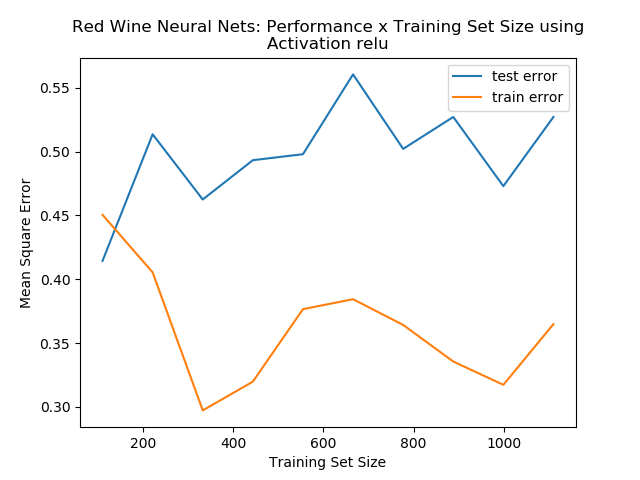 Red Wine Neural Nets: Performance x Training Set Size using
Activation relu
test error
train error
0.55
0.50
0.45
0.40
0.35
0.30
Mean Square Error
200 400 600 800 1000
Training Set Size